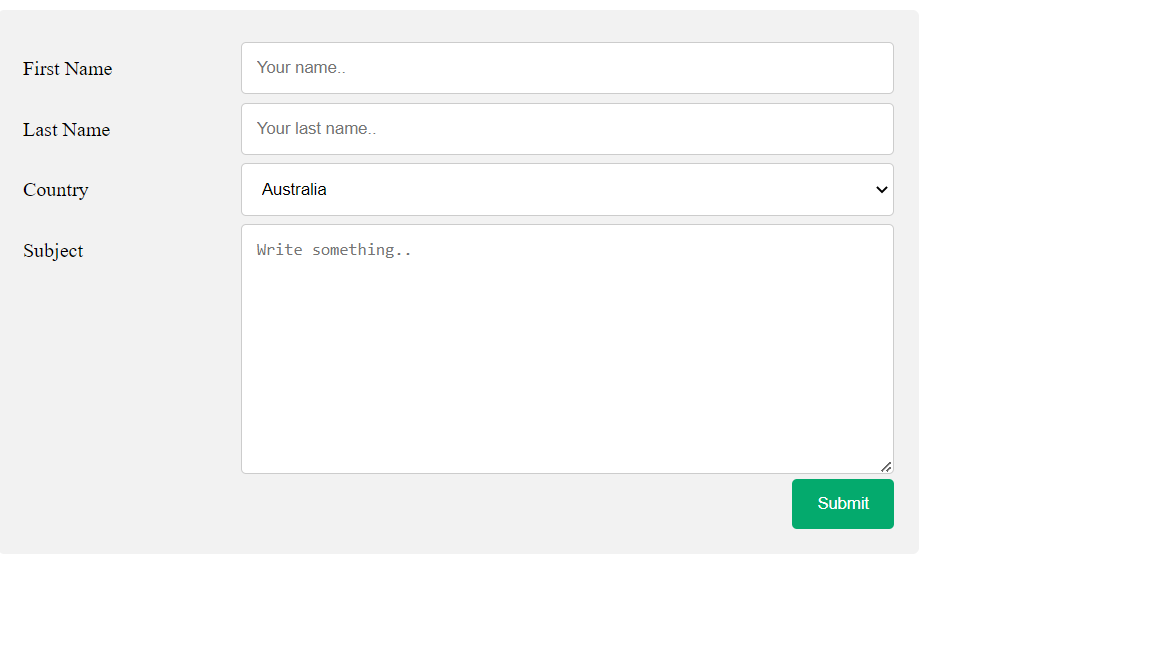 First Name
Your name..
Last Name
Your last name..
Country
Australia
Subject
Write something..
Submit